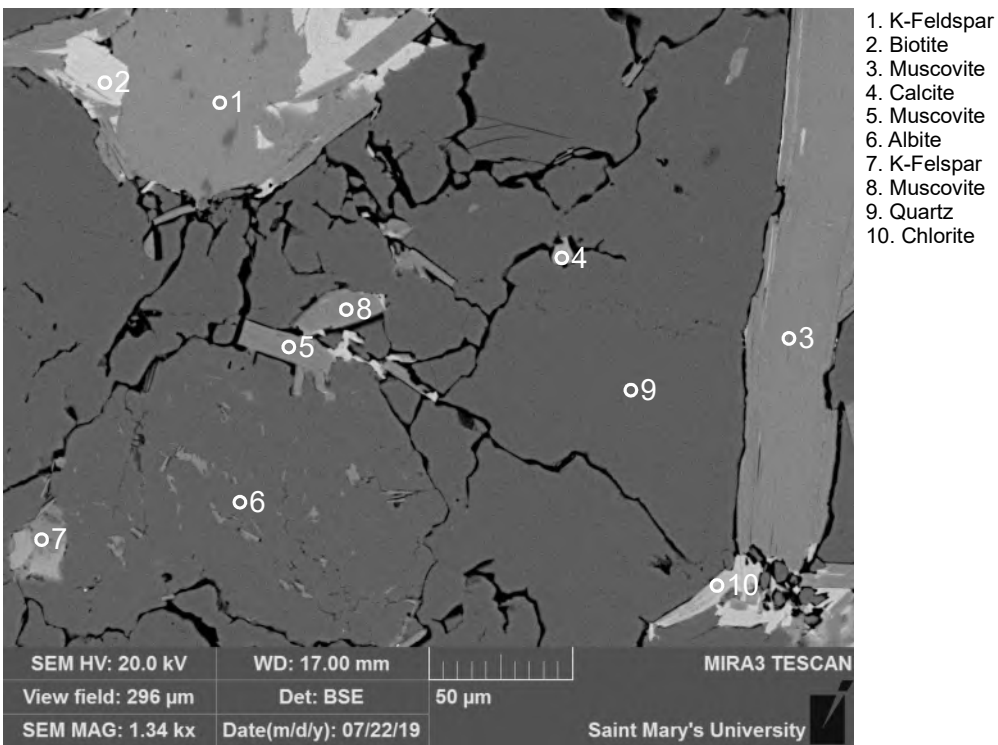 1. K-Feldspar
2. Biotite
3. Muscovite
4. Calcite
5. Muscovite
6. Albite
7. K-Felspar
8. Muscovite
9. Quartz
10. Chlorite
2
1
4
8
5
3
9
6
7
10
SEM HV: 20.0 kV WD: 17.00 mm MIRA3 TESCAN
View field: 296 µm Det: BSE 50 µm
SEM MAG: 1.34 kx Date(m/d/y): 07/22/19 Saint Mary's University